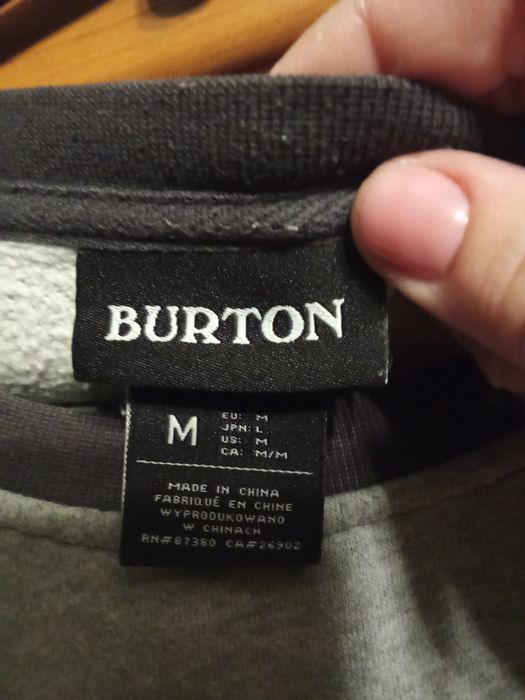 BURTON
M
EU: M
JPN: L
US: M
CA: M/M
MADE IN CHINA
FABRIQUÉ EN CHINE
WYPRODUKOWANO
W CHINACH
RN#87380 CA#26902